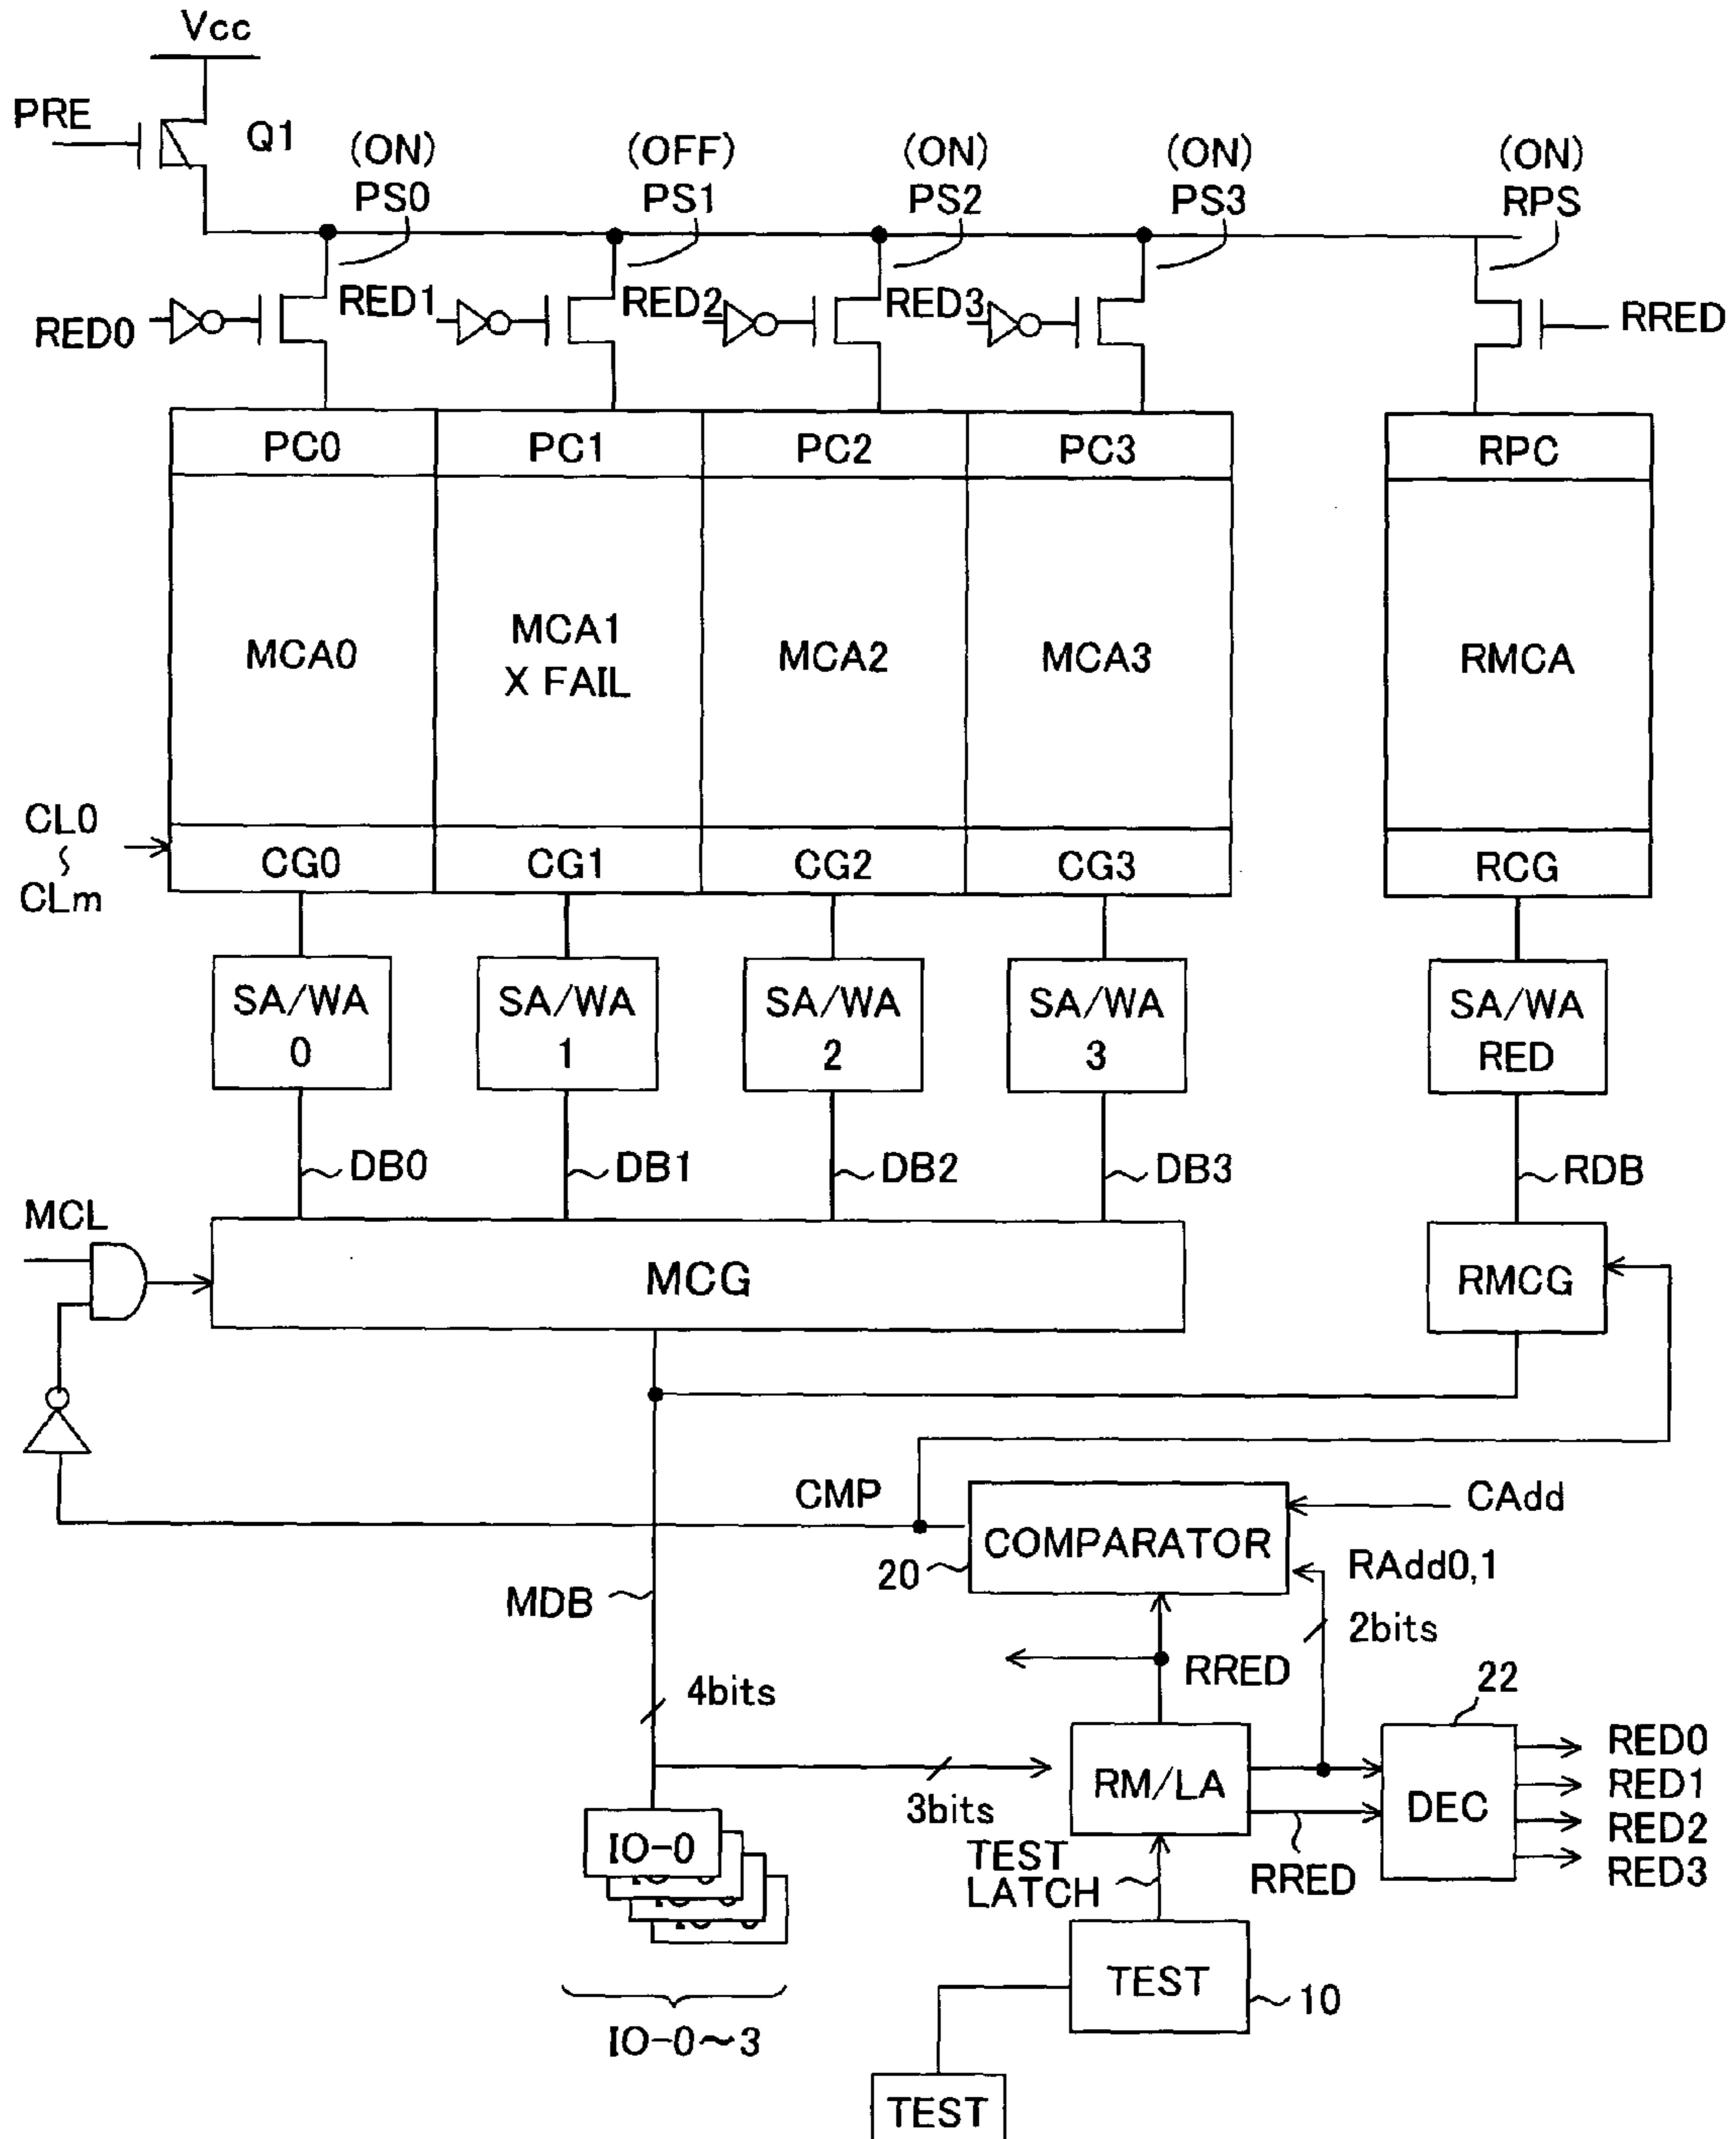 Vcc
PRE
Q1
(ON)
PS0
(OFF)
PS1
(ON)
PS2
(ON)
PS3
(ON)
RPS
RED0
RED1
RED2
RED3
RRED
PC0
PC1
PC2
PC3
RPC
MCA0
MCA1
X FAIL
MCA2
MCA3
RMCA
CL0
CLm
CG0
CG1
CG2
CG3
RCG
SA/WA
0
SA/WA
1
SA/WA
2
SA/WA
3
SA/WA
RED
DB0
DB1
DB2
DB3
RDB
MCL
MCG
RMCG
CMP
COMPARATOR
CAdd
20
RAdd0,1
2bits
MDB
RRED
4bits
22
3bits
RM/LA
DEC
RED0
RED1
RED2
RED3
IO-0
TEST
LATCH
RRED
TEST
10
IO-0~3
TEST